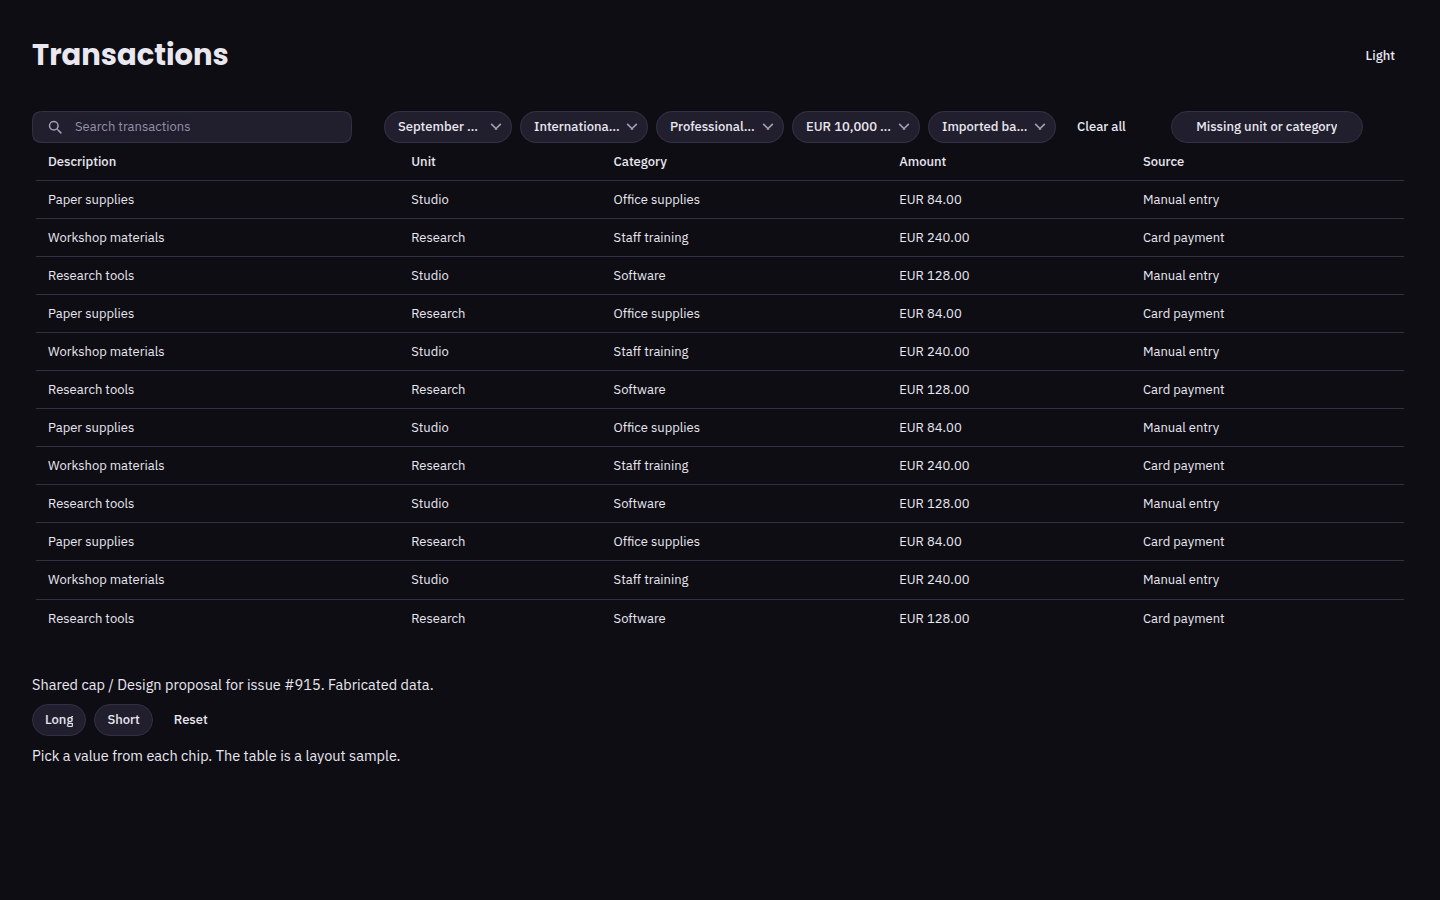 Transactions
Light
Search transactions
September ...
Internationa...
Professional...
EUR 10,000 ...
Imported ba...
Clear all
Missing unit or category
Description Unit Category Amount Source
Paper supplies Studio Office supplies EUR 84.00 Manual entry
Workshop materials Research Staff training EUR 240.00 Card payment
Research tools Studio Software EUR 128.00 Manual entry
Paper supplies Research Office supplies EUR 84.00 Card payment
Workshop materials Studio Staff training EUR 240.00 Manual entry
Research tools Research Software EUR 128.00 Card payment
Paper supplies Studio Office supplies EUR 84.00 Manual entry
Workshop materials Research Staff training EUR 240.00 Card payment
Research tools Studio Software EUR 128.00 Manual entry
Paper supplies Research Office supplies EUR 84.00 Card payment
Workshop materials Studio Staff training EUR 240.00 Manual entry
Research tools Research Software EUR 128.00 Card payment
Shared cap / Design proposal for issue #915. Fabricated data.
Long Short Reset
Pick a value from each chip. The table is a layout sample.